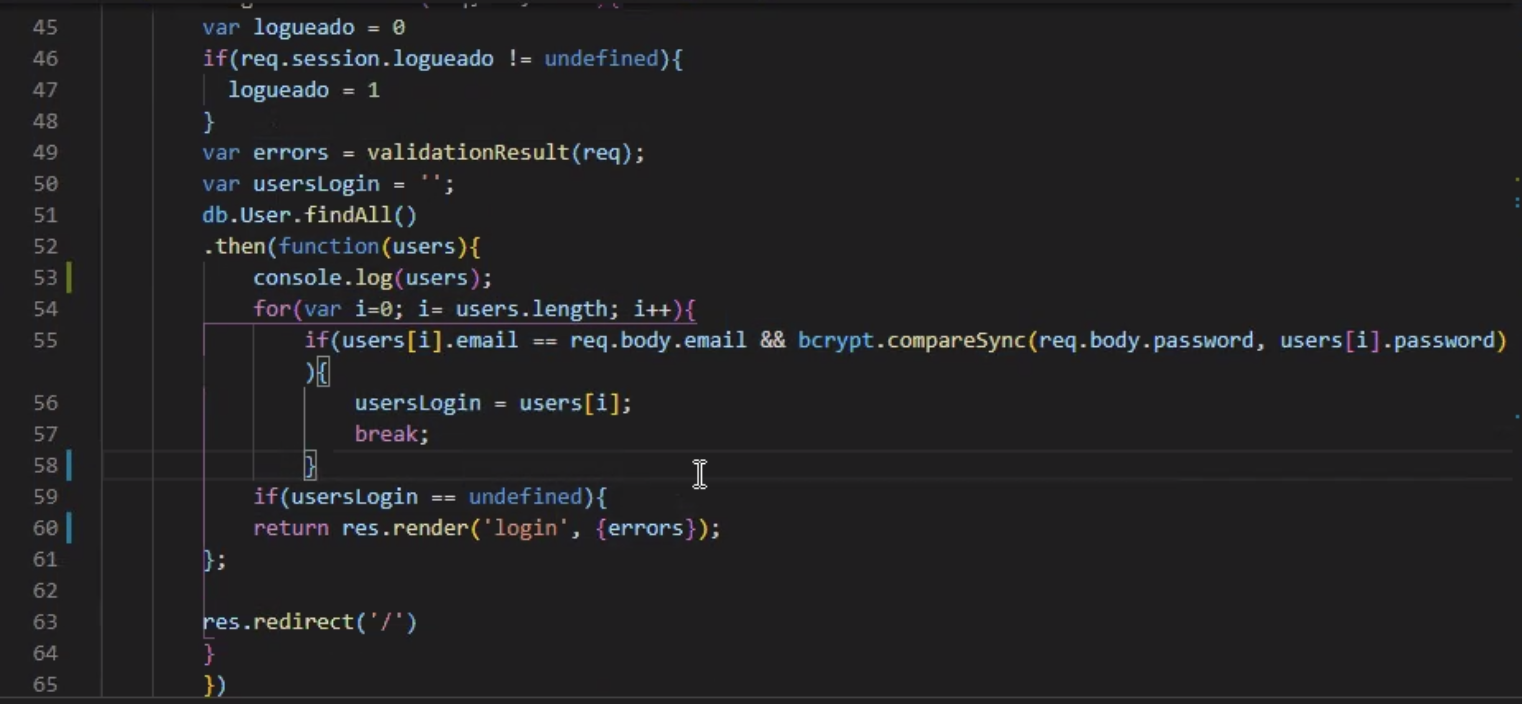 45 var logueado = 0
46 if(req.session.logueado != undefined){
47 logueado = 1
48 }
49 var errors = validationResult(req);
50 var usersLogin = '';
51 db.User.findAll()
52 .then(function(users){
53 console.log(users);
54 for(var i=0; i= users.length; i++){
55 if(users[i].email == req.body.email && bcrypt.compareSync(req.body.password, users[i].password)
){
56 usersLogin = users[i];
57 break;
58 }
59 if(usersLogin == undefined){
60 return res.render('login', {errors});
61 };
62
63 res.redirect('/')
64 }
65 })